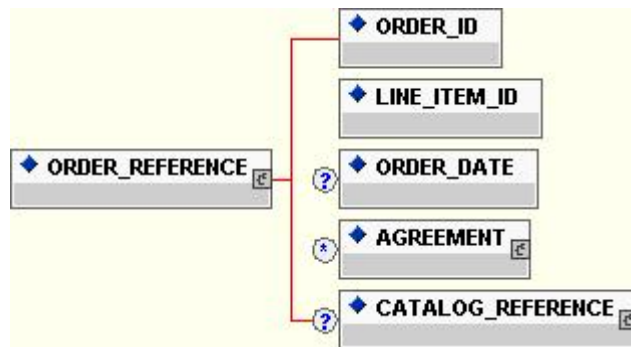 ORDER_ID
LINE_ITEM_ID
ORDER_REFERENCE
? ORDER_DATE
* AGREEMENT
? CATALOG_REFERENCE